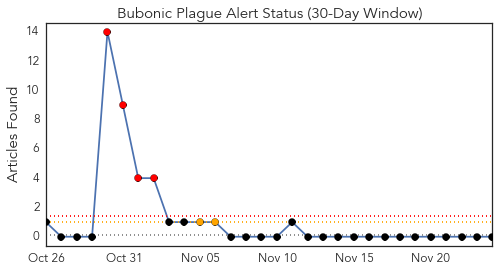 Bubonic Plague Alert Status (30-Day Window)
Articles Found
14
12
10
8
6
4
2
0
Oct 26
Oct 31
Nov 05
Nov 10
Nov 15
Nov 20